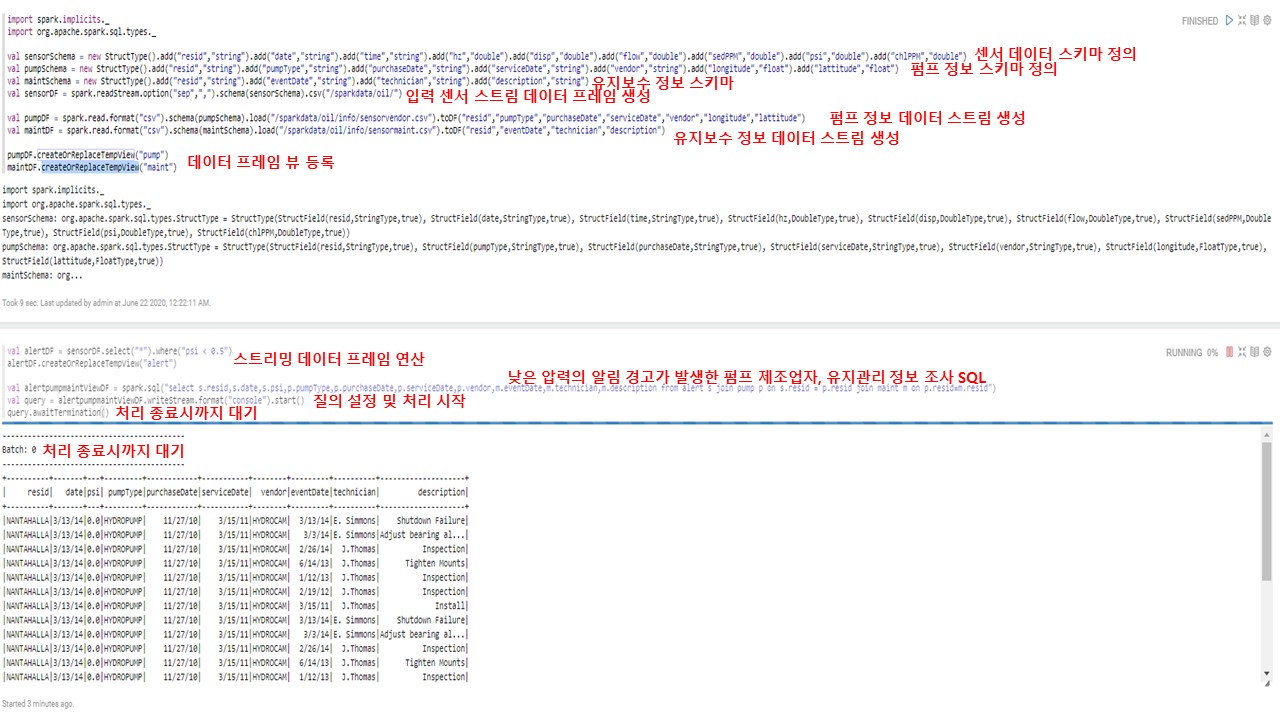 import spark.implicits._
FINISHED
import org.apache.spark.sql.types._
val sensorSchema = new StructType().add("resid","string").add("date","string").add("time","string").add("hz","double").add("disp","double").add("flow","double").add("sedPPM","double").add("psi","double").add("chlPPM","double") 센서 데이터 스키마 정의
val pumpSchema = new StructType().add("resid","string").add("pumpType","string").add("purchaseDate","string").add("serviceDate","string").add("vendor","string").add("longitude","float").add("lattitude","float") 펌프 정보 스키마 정의
val maintSchema = new StructType().add("resid","string").add("eventDate","string").add("technician","string").add("description","string") 유지보수 정보 스키마
val sensorDF = spark.readStream.option("sep",",").schema(sensorSchema).csv("/sparkdata/oil/") 입력 센서 스트림 데이터 프레임 생성
val pumpDF = spark.read.format("csv").schema(pumpSchema).load("/sparkdata/oil/info/sensorvendor.csv").toDF("resid","pumpType","purchaseDate","serviceDate","vendor","longitude","lattitude") 펌프 정보 데이터 스트림 생성
val maintDF = spark.read.format("csv").schema(maintSchema).load("/sparkdata/oil/info/sensormaint.csv").toDF("resid","eventDate","technician","description")
유지보수 정보 데이터 스트림 생성
pumpDF.createOrReplaceTempView("pump")
maintDF.createOrReplaceTempView("maint") 데이터 프레임 뷰 등록
import spark.implicits._
import org.apache.spark.sql.types._
sensorSchema: org.apache.spark.sql.types.StructType = StructType(StructField(resid,StringType,true), StructField(date,StringType,true), StructField(time,StringType,true), StructField(hz,DoubleType,true), StructField(disp,DoubleType,true), StructField(flow,DoubleType,true), StructField(sedPPM,Double
Type,true), StructField(psi,DoubleType,true), StructField(chlPPM,DoubleType,true))
pumpSchema: org.apache.spark.sql.types.StructType = StructType(StructField(resid,StringType,true), StructField(pumpType,StringType,true), StructField(purchaseDate,StringType,true), StructField(serviceDate,StringType,true), StructField(vendor,StringType,true), StructField(longitude,FloatType,true),
StructField(lattitude,FloatType,true))
maintSchema: org...
Took 9 sec. Last updated by admin at June 22 2020, 12:22:11 AM.
val alertDF = sensorDF.select("*").where("psi < 0.5")
RUNNING 0%
스트리밍 데이터 프레임 연산
alertDF.createOrReplaceTempView("alert")
낮은 압력의 알림 경고가 발생한 펌프 제조업자, 유지관리 정보 조사 SQL
val alertpumpmaintViewDF = spark.sql("select s.resid,s.date,s.psi,p.pumpType,p.purchaseDate,p.serviceDate,p.vendor,m.eventDate,m.technician,m.description from alert s join pump p on s.resid = p.resid join maint m on p.resid=m.resid")
val query = alertpumpmaintViewDF.writeStream.format("console").start() 질의 설정 및 처리 시작
query.awaitTermination() 처리 종료시까지 대기
-------------------------------------------
Batch: 0 처리 종료시까지 대기
-------------------------------------------
+----------+-------+---+---------+------------+-----------+--------+---------+----------+--------------------+
|     resid|   date|psi| pumpType|purchaseDate|serviceDate|  vendor|eventDate|technician|         description|
+----------+-------+---+---------+------------+-----------+--------+---------+----------+--------------------+
|NANTAHALLA|3/13/14|0.0|HYDROPUMP|    11/27/10|    3/15/11|HYDROCAM|  3/13/14|E. Simmons|    Shutdown Failure|
|NANTAHALLA|3/13/14|0.0|HYDROPUMP|    11/27/10|    3/15/11|HYDROCAM|   3/3/14|E. Simmons|Adjust bearing al...|
|NANTAHALLA|3/13/14|0.0|HYDROPUMP|    11/27/10|    3/15/11|HYDROCAM|  2/26/14|  J.Thomas|          Inspection|
|NANTAHALLA|3/13/14|0.0|HYDROPUMP|    11/27/10|    3/15/11|HYDROCAM|  6/14/13|  J.Thomas|      Tighten Mounts|
|NANTAHALLA|3/13/14|0.0|HYDROPUMP|    11/27/10|    3/15/11|HYDROCAM|  1/12/13|  J.Thomas|          Inspection|
|NANTAHALLA|3/13/14|0.0|HYDROPUMP|    11/27/10|    3/15/11|HYDROCAM|  2/19/12|  J.Thomas|          Inspection|
|NANTAHALLA|3/13/14|0.0|HYDROPUMP|    11/27/10|    3/15/11|HYDROCAM|  3/15/11|  J.Thomas|             Install|
|NANTAHALLA|3/13/14|0.0|HYDROPUMP|    11/27/10|    3/15/11|HYDROCAM|  3/13/14|E. Simmons|    Shutdown Failure|
|NANTAHALLA|3/13/14|0.0|HYDROPUMP|    11/27/10|    3/15/11|HYDROCAM|   3/3/14|E. Simmons|Adjust bearing al...|
|NANTAHALLA|3/13/14|0.0|HYDROPUMP|    11/27/10|    3/15/11|HYDROCAM|  2/26/14|  J.Thomas|          Inspection|
|NANTAHALLA|3/13/14|0.0|HYDROPUMP|    11/27/10|    3/15/11|HYDROCAM|  6/14/13|  J.Thomas|      Tighten Mounts|
|NANTAHALLA|3/13/14|0.0|HYDROPUMP|    11/27/10|    3/15/11|HYDROCAM|  1/12/13|  J.Thomas|          Inspection|
Started 3 minutes ago.